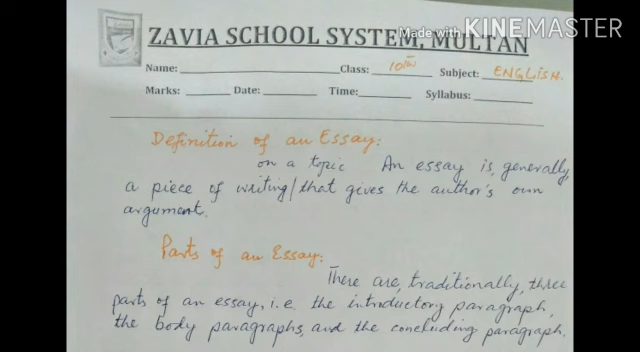 Made with KINEMASTER
ZAVIA SCHOOL SYSTEM, MULTAN
Name: Class: 10th Subject: ENGLISH.
Marks: Date: Time: Syllabus:
Definition of an Essay:
on a topic An essay is, generally,
a piece of writing/that gives the author's own
argument.
Parts of an Essay:
There are, traditionally, three
parts of an essay, i.e. the introductory paragraph,
the body paragraphs, and the concluding paragraph.